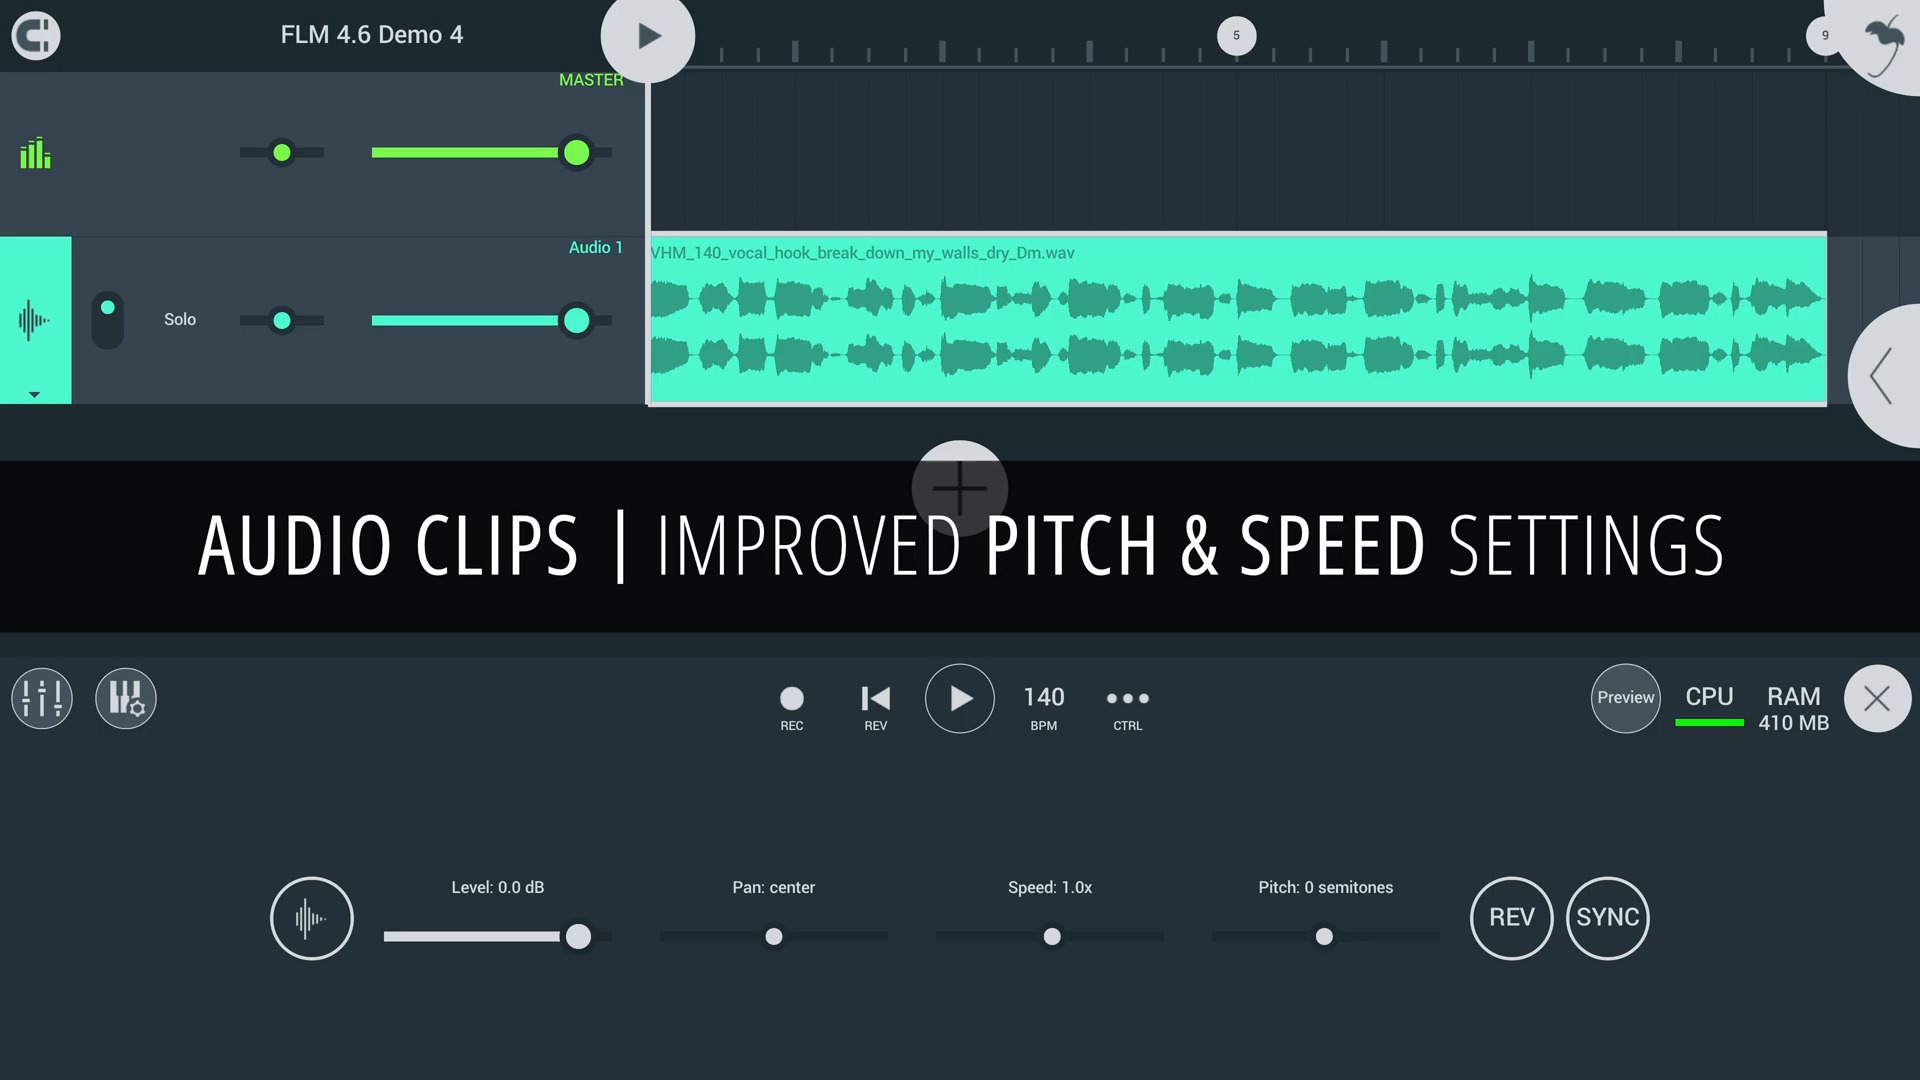 FLM 4.6 Demo 4
5
9
MASTER
Audio 1
VHM_140_vocal_hook_break_down_my_walls_dry_Dm.wav
Solo
AUDIO CLIPS | IMPROVED PITCH & SPEED SETTINGS
REC
REV
140
BPM
CTRL
Preview
CPU
RAM
410 MB
Level: 0.0 dB
Pan: center
Speed: 1.0x
Pitch: 0 semitones
REV
SYNC